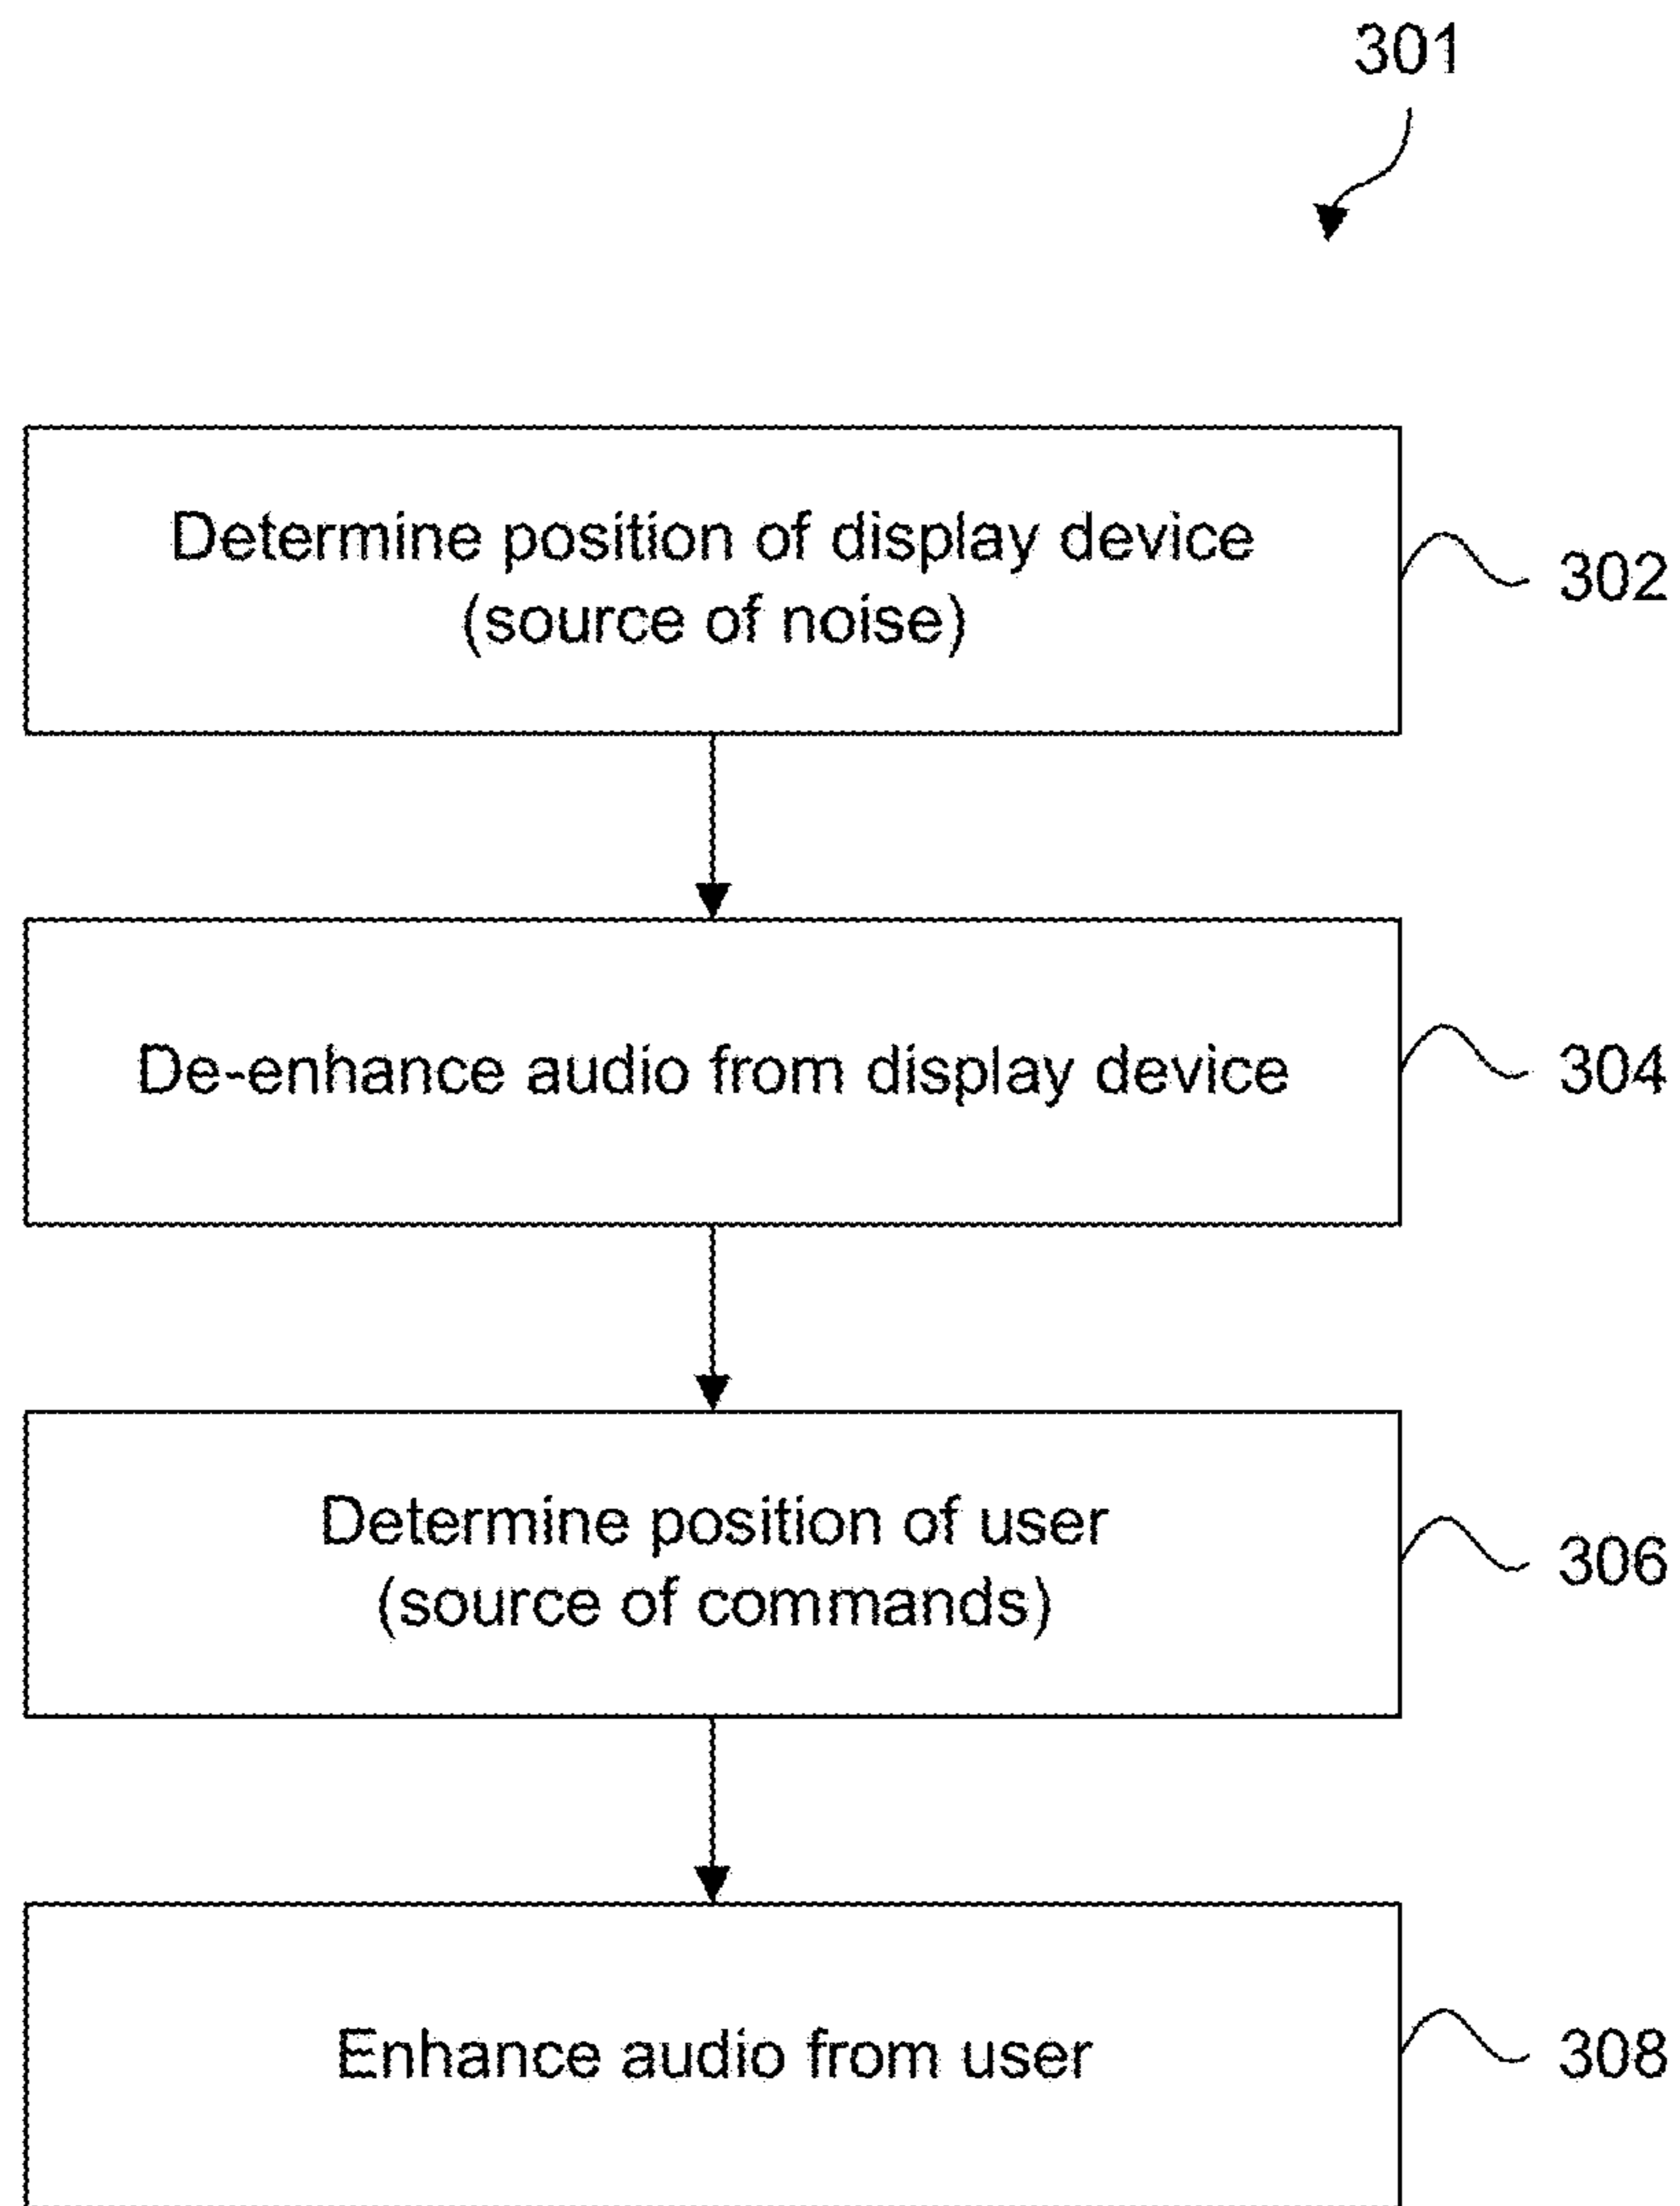 301
Determine position of display device
(source of noise)
302
De-enhance audio from display device
304
Determine position of user
(source of commands)
306
Enhance audio from user
308